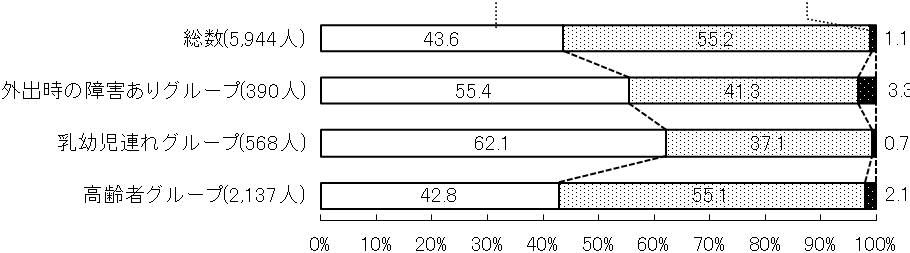 総数(5,944人) 43.6 55.2 1.1
外出時の障害ありグループ(390人) 55.4 41.3 3.3
乳幼児連れグループ(568人) 62.1 37.1 0.7
高齢者グループ(2,137人) 42.8 55.1 2.1
0% 10% 20% 30% 40% 50% 60% 70% 80% 90% 100%